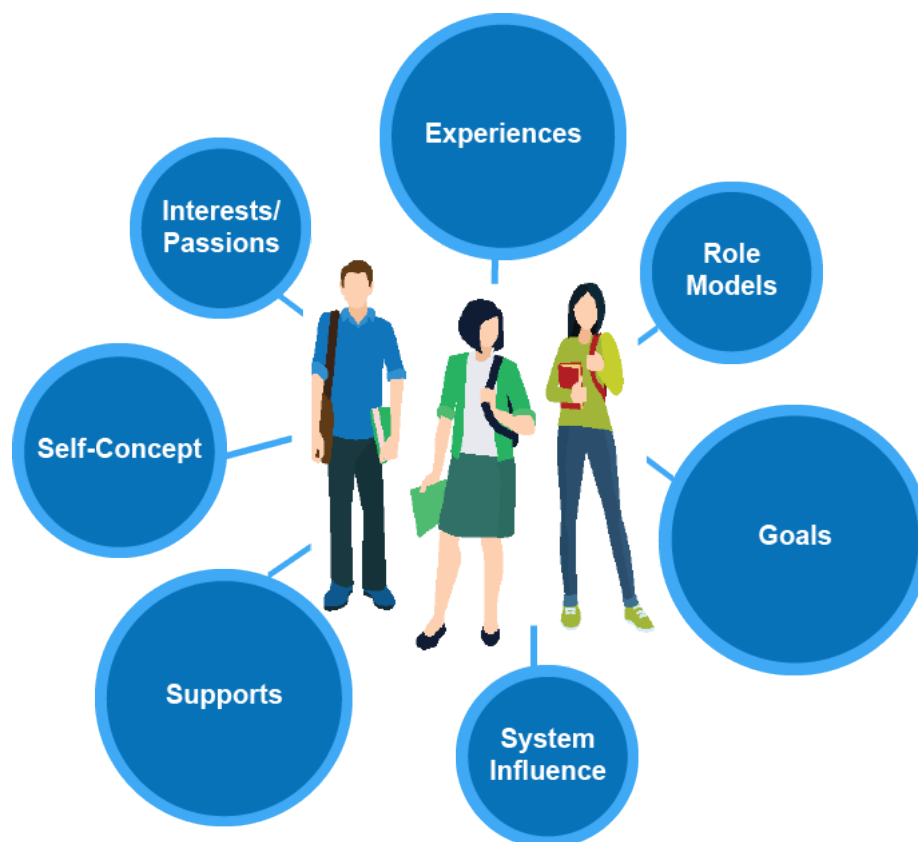 Experiences
Interests/
Passions
Role
Models
Self-Concept
Goals
Supports
System
Influence